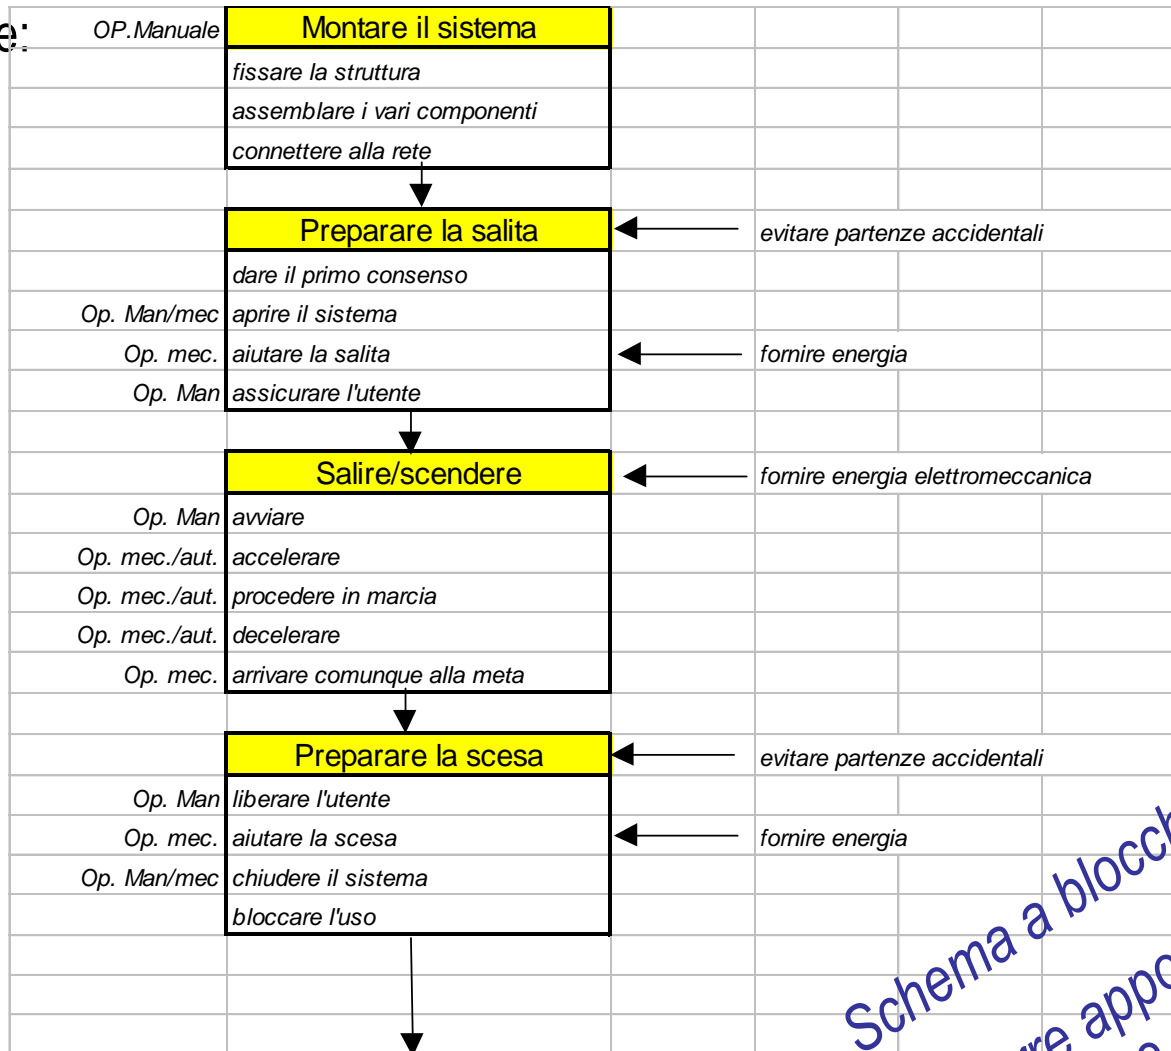 e:
OP.Manuale Montare il sistema
fissare la struttura
assemblare i vari componenti
connettere alla rete
Preparare la salita evitare partenze accidentali
dare il primo consenso
Op. Man/mec aprire il sistema
Op. mec. aiutare la salita fornire energia
Op. Man assicurare l'utente
Salire/scendere fornire energia elettromeccanica
Op. Man avviare
Op. mec./aut. accelerare
Op. mec./aut. procedere in marcia
Op. mec./aut. decelerare
Op. mec. arrivare comunque alla meta
Preparare la scesa evitare partenze accidentali
Op. Man liberare l'utente
Op. mec. aiutare la scesa fornire energia
Op. Man/mec chiudere il sistema
bloccare l'uso
Schema a blocch
re appo